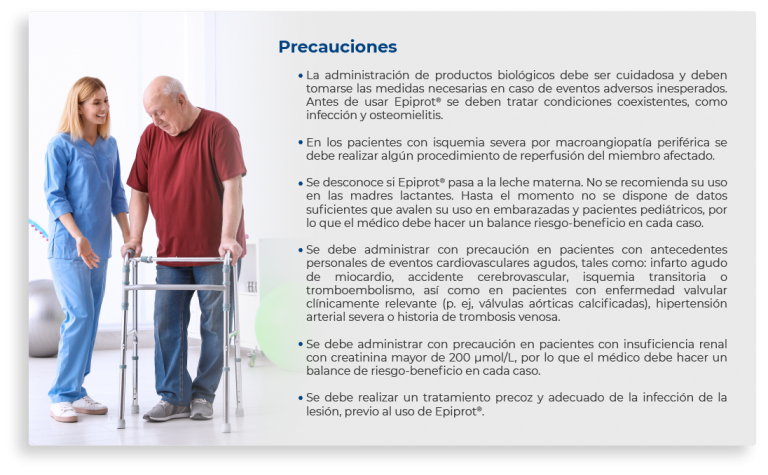 Precauciones
• La administración de productos biológicos debe ser cuidadosa y deben
tomarse las medidas necesarias en caso de eventos adversos inesperados.
Antes de usar Epiprot® se deben tratar condiciones coexistentes, como
infección y osteomielitis.
• En los pacientes con isquemia severa por macroangiopatía periférica se
debe realizar algún procedimiento de reperfusión del miembro afectado.
• Se desconoce si Epiprot® pasa a la leche materna. No se recomienda su uso
en las madres lactantes. Hasta el momento no se dispone de datos
suficientes que avalen su uso en embarazadas y pacientes pediátricos, por
lo que el médico debe hacer un balance riesgo-beneficio en cada caso.
• Se debe administrar con precaución en pacientes con antecedentes
personales de eventos cardiovasculares agudos, tales como: infarto agudo
de miocardio, accidente cerebrovascular, isquemia transitoria o
tromboembolismo, así como en pacientes con enfermedad valvular
clínicamente relevante (p. ej, válvulas aórticas calcificadas), hipertensión
arterial severa o historia de trombosis venosa.
• Se debe administrar con precaución en pacientes con insuficiencia renal
con creatinina mayor de 200 µmol/L, por lo que el médico debe hacer un
balance de riesgo-beneficio en cada caso.
• Se debe realizar un tratamiento precoz y adecuado de la infección de la
lesión, previo al uso de Epiprot®.